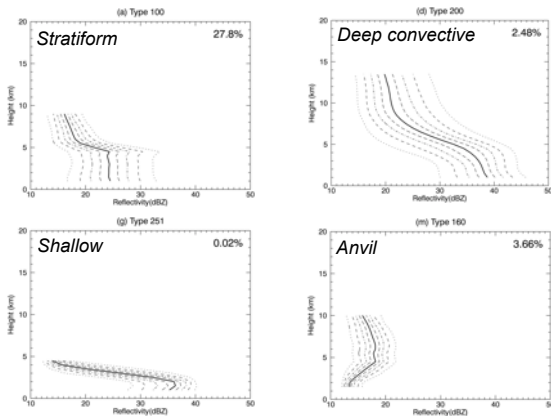 (a) Type 100
Stratiform
27.8%
Height (km)
20
15
10
5
0
10 20 30 40 50
Reflectivity(dBZ)
(d) Type 200
Deep convective
2.48%
Height (km)
20
15
10
5
0
10 20 30 40 50
Reflectivity(dBZ)
(g) Type 251
Shallow
0.02%
Height (km)
20
15
10
5
0
10 20 30 40 50
Reflectivity(dBZ)
(m) Type 160
Anvil
3.66%
Height (km)
20
15
10
5
0
10 20 30 40 50
Reflectivity(dBZ)